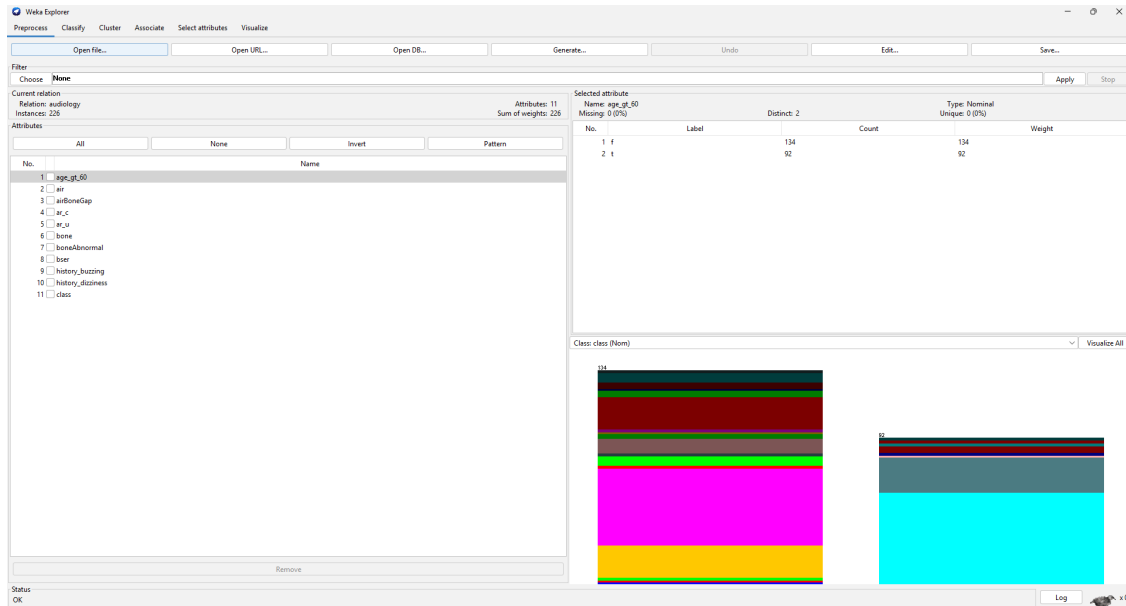 Weka Explorer
Preprocess Classify Cluster Associate Select attributes Visualize
Open file... Open URL... Open DB... Generate... Undo Edit... Save...
Filter
Choose None Apply Stop
Current relation
Relation: audiology Attributes: 11
Instances: 226 Sum of weights: 226
Attributes
All None Invert Pattern
No. Name
1 age_gt_60
2 air
3 airBoneGap
4 ar_c
5 ar_u
6 bone
7 boneAbnormal
8 bser
9 history_buzzing
10 history_dizziness
11 class
Remove
Selected attribute
Name: age_gt_60 Type: Nominal
Missing: 0 (0%) Distinct: 2 Unique: 0 (0%)
No. Label Count Weight
1 f 134 134
2 t 92 92
Class: class (Nom) Visualize All
134
92
Status
OK Log